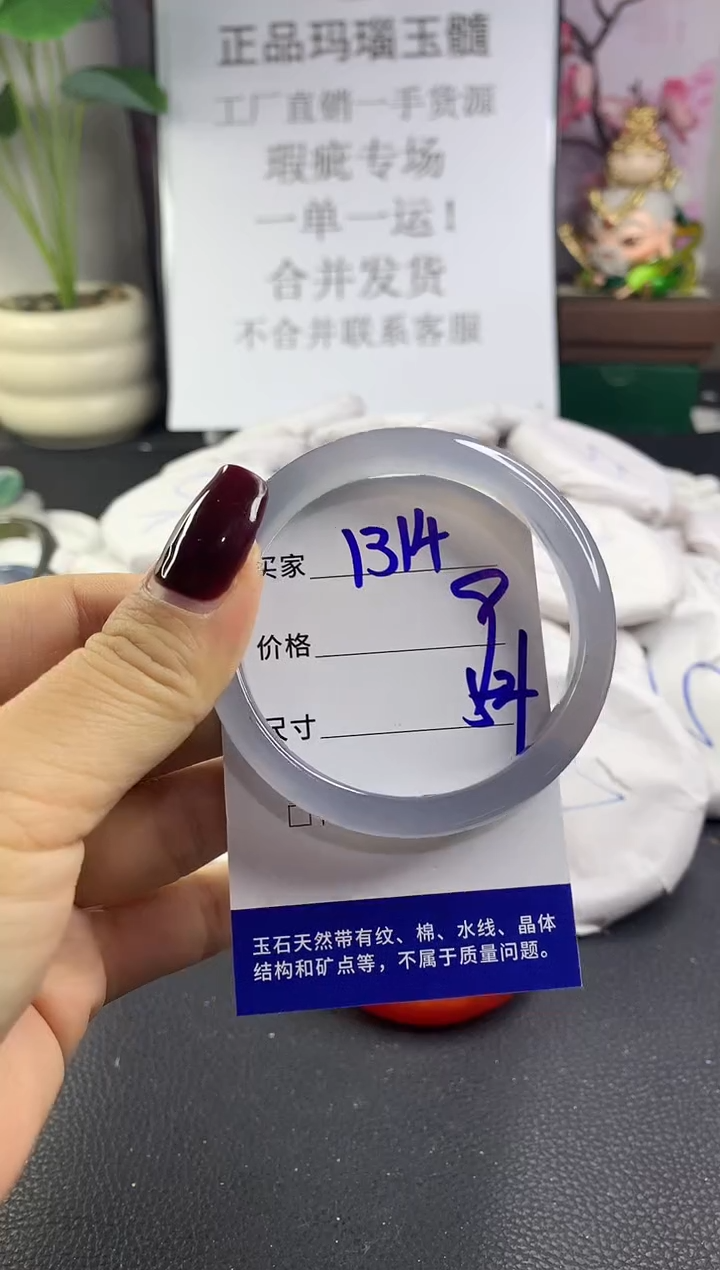 正品玛瑙玉髓
工厂直销一手货源
瑕疵专场
一单一运!
合并发货
不合并联系客服
买家 1314
价格
尺寸
玉石天然带有纹、棉、水线、晶体
结构和矿点等，不属于质量问题。